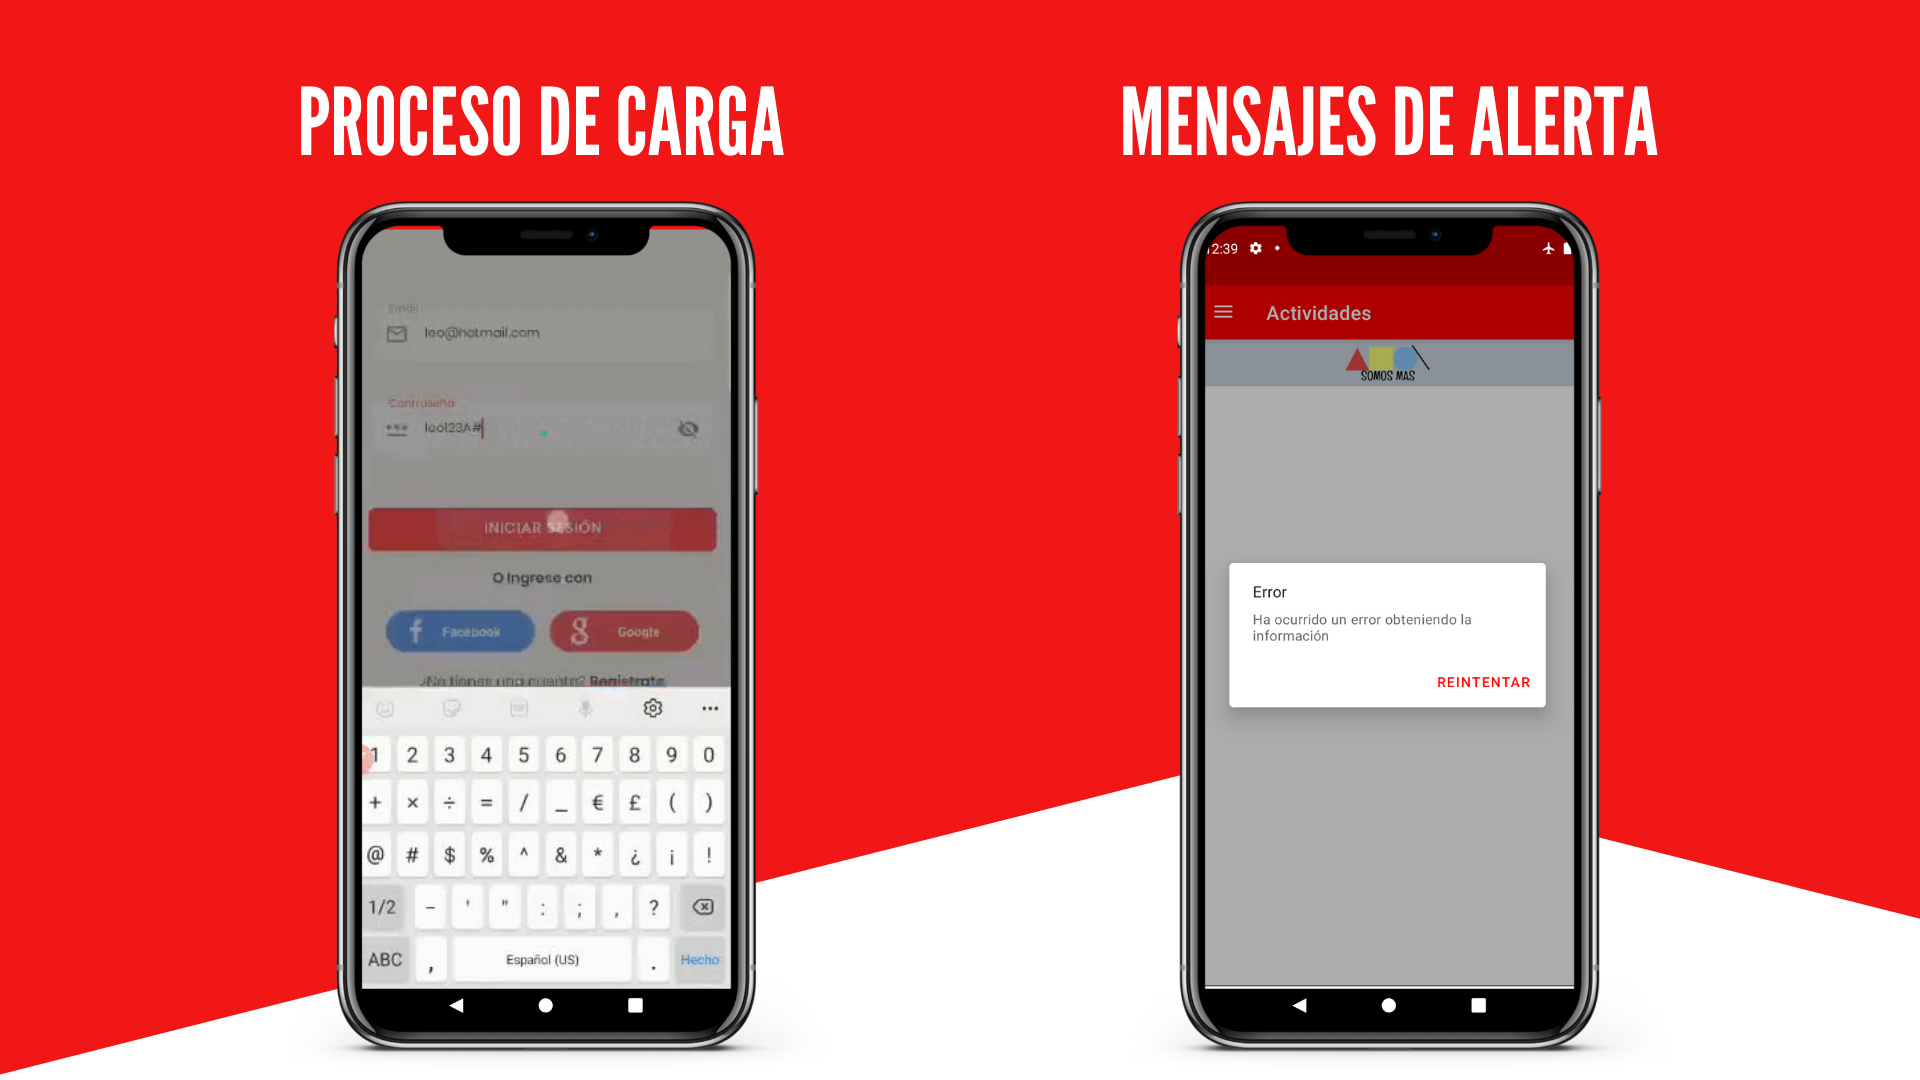 PROCESO DE CARGA
Email
leo@hotmail.com
Contraseña
leo123A#
INICIAR SESIÓN
O Ingrese con
Facebook
Google
¿No tienes una cuenta? Registrate
1 2 3 4 5 6 7 8 9 0
+ × ÷ = / _ € £ ( )
@ # $ % ^ & * ¿ ¡ !
1/2 - ' " : ; , ?
ABC , Español (US) . Hecho
MENSAJES DE ALERTA
12:39
Actividades
SOMOS MAS
Error
Ha ocurrido un error obteniendo la
información
REINTENTAR